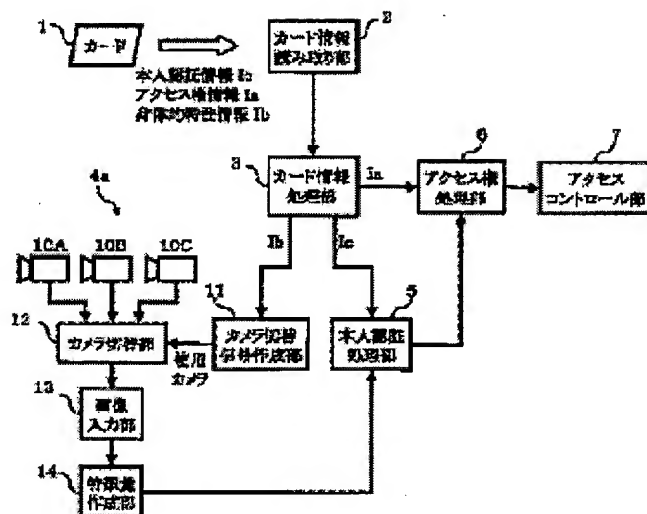 1
カード
2
カード情報
読み取り部
本人認証情報 Ic
アクセス権情報 Ia
身体的特徴情報 Ib
3
カード情報
処理部
Ia
6
アクセス権
処理部
7
アクセス
コントロール部
4a
10A
10B
10C
Ib
Ic
12
カメラ切替部
11
カメラ切替
信号作成部
使用
カメラ
5
本人認証
処理部
13
画像
入力部
14
特徴量
作成部